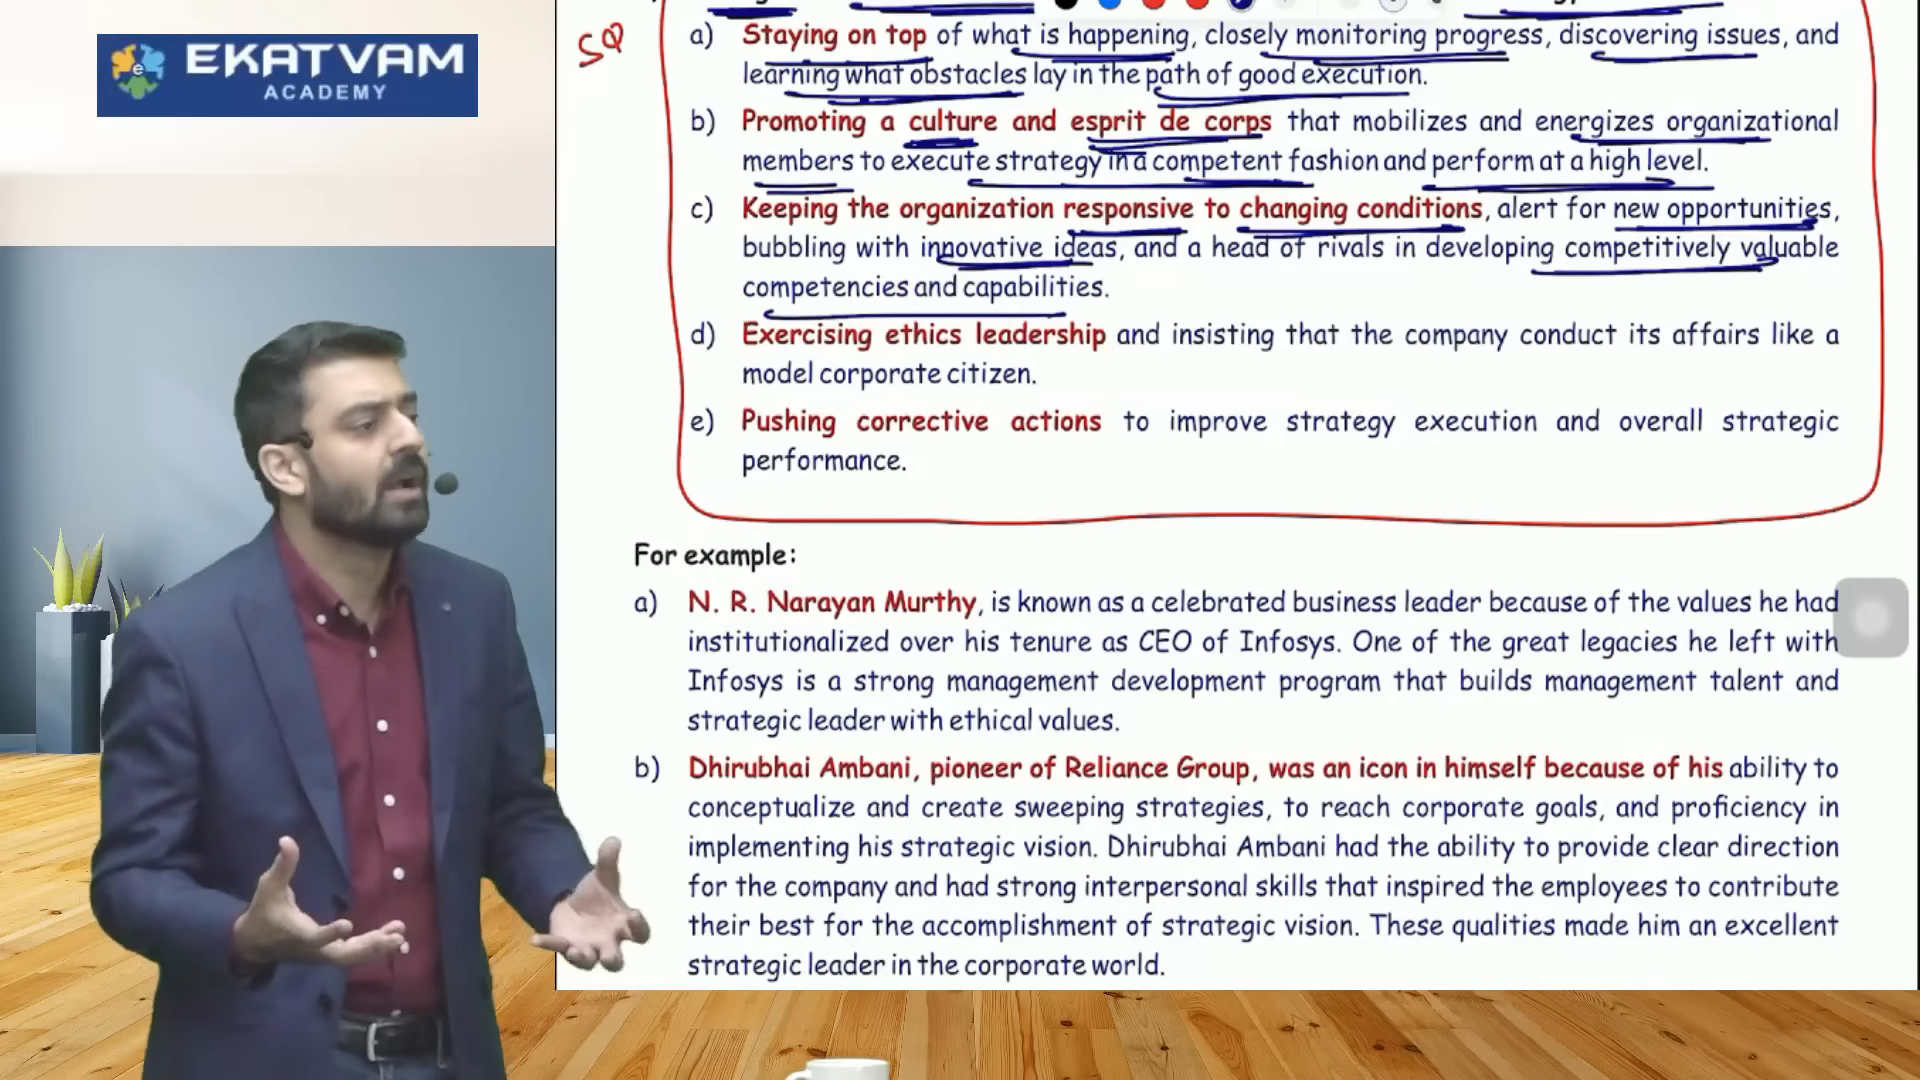 EKATVAM
ACADEMY
SQ
a) Staying on top of what is happening, closely monitoring progress, discovering issues, and
learning what obstacles lay in the path of good execution.
b) Promoting a culture and esprit de corps that mobilizes and energizes organizational
members to execute strategy in a competent fashion and perform at a high level.
c) Keeping the organization responsive to changing conditions, alert for new opportunities,
bubbling with innovative ideas, and a head of rivals in developing competitively valuable
competencies and capabilities.
d) Exercising ethics leadership and insisting that the company conduct its affairs like a
model corporate citizen.
e) Pushing corrective actions to improve strategy execution and overall strategic
performance.
For example:
a) N. R. Narayan Murthy, is known as a celebrated business leader because of the values he had
institutionalized over his tenure as CEO of Infosys. One of the great legacies he left with
Infosys is a strong management development program that builds management talent and
strategic leader with ethical values.
b) Dhirubhai Ambani, pioneer of Reliance Group, was an icon in himself because of his ability to
conceptualize and create sweeping strategies, to reach corporate goals, and proficiency in
implementing his strategic vision. Dhirubhai Ambani had the ability to provide clear direction
for the company and had strong interpersonal skills that inspired the employees to contribute
their best for the accomplishment of strategic vision. These qualities made him an excellent
strategic leader in the corporate world.